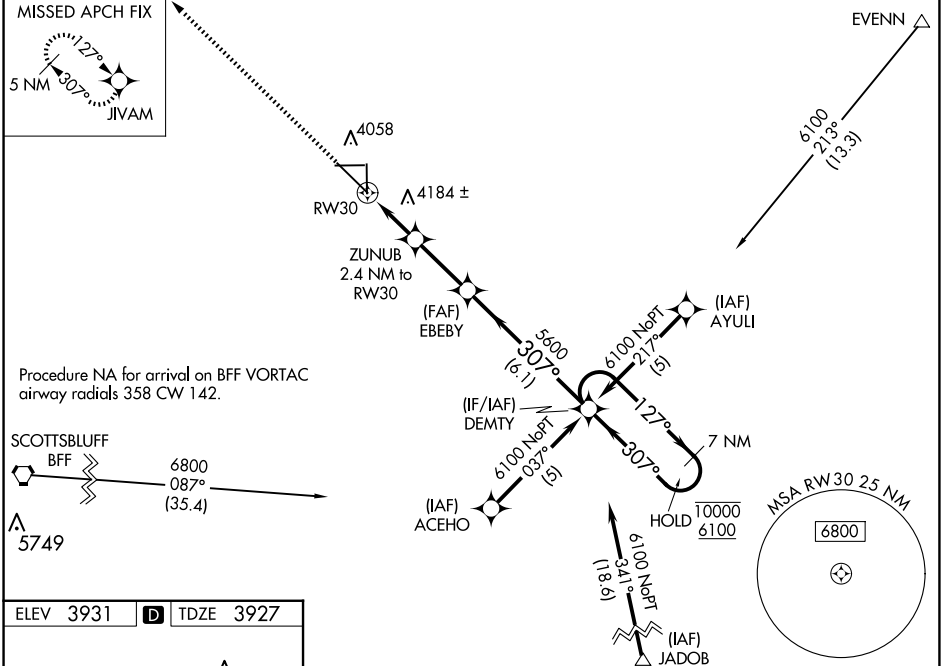 MISSED APCH FIX
127°
5 NM
307°
JIVAM
EVENN
6100
213°
(13.3)
4058
RW30
4184 ±
ZUNUB
2.4 NM to
RW30
(FAF)
EBEBY
(IAF)
AYULI
6100 NoPT
217°
(5)
5600
307°
(6.1)
Procedure NA for arrival on BFF VORTAC
airway radials 358 CW 142.
(IF/IAF)
DEMTY
127°
7 NM
307°
SCOTTSBLUFF
BFF
6800
087°
(35.4)
5749
6100 NoPT
037°
(5)
(IAF)
ACEHO
HOLD
10000
6100
MSA RW30 25 NM
6800
6100 NoPT
341°
(18.6)
(IAF)
JADOB
ELEV 3931 D TDZE 3927